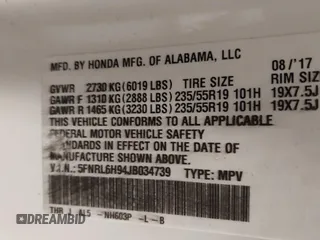 MFD. BY HONDA MFG. OF ALABAMA, LLC 08/'17
GVWR 2730 KG(6019 LBS) TIRE SIZE RIM SIZE
GAWR F 1310 KG(2888 LBS)235/55R19 101H 19X7.5J
GAWR R 1465 KG(3230 LBS)235/55R19 101H 19X7.5J
THIS VEHICLE CONFORMS TO ALL APPLICABLE
FEDERAL MOTOR VEHICLE SAFETY
STANDARDS IN EFFECT ON THE DATE OF
MANUFACTURE SHOWN ABOVE.
V.I.N.: 5FNRL6H94JB034739 TYPE: MPV
THR NH603P -L-B
DREAMBID